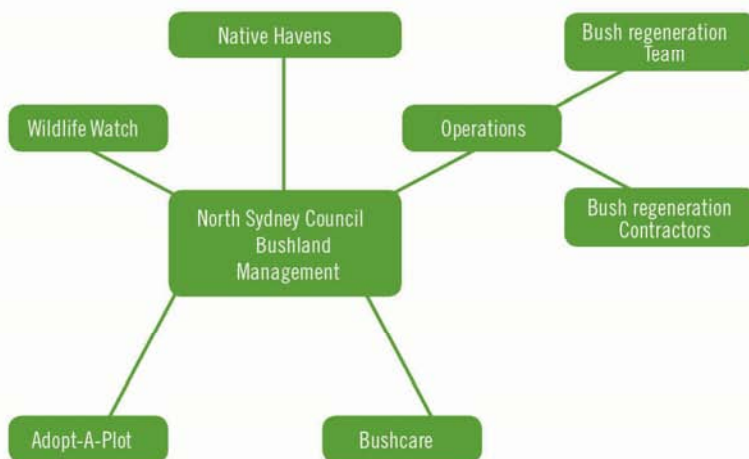 Native Havens
Bush regeneration
Team
Wildlife Watch
Operations
North Sydney Council
Bushland
Management
Bush regeneration
Contractors
Adopt-A-Plot
Bushcare